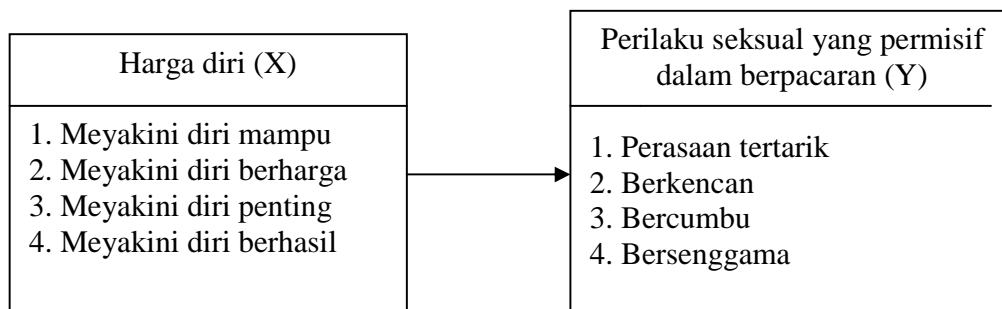 Harga diri (X)
1. Meyakini diri mampu
2. Meyakini diri berharga
3. Meyakini diri penting
4. Meyakini diri berhasil
Perilaku seksual yang permisif
dalam berpacaran (Y)
1. Perasaan tertarik
2. Berkencan
3. Bercumbu
4. Bersenggama